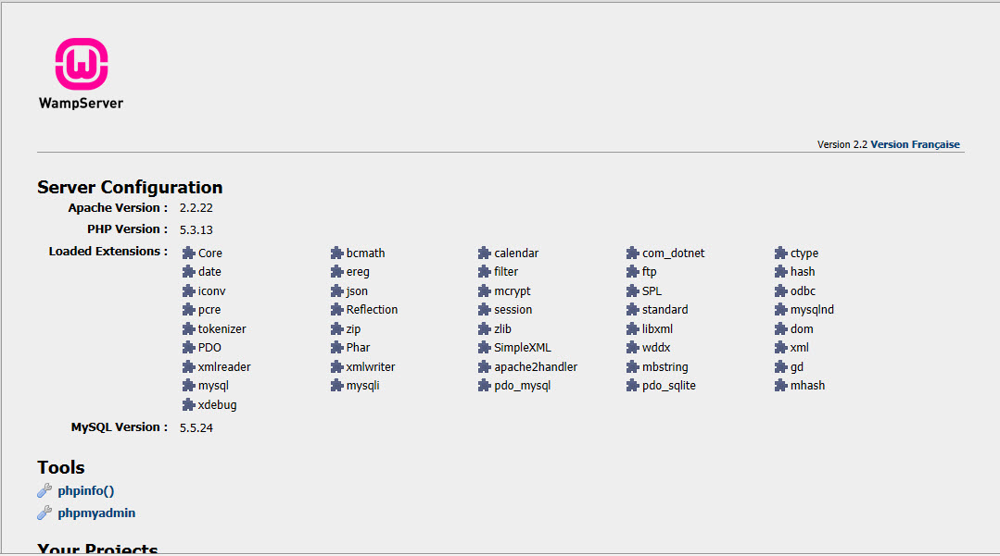 WampServer
Version 2.2 Version Française
Server Configuration
Apache Version : 2.2.22
PHP Version : 5.3.13
Loaded Extensions : Core bcmath calendar com_dotnet ctype
date ereg filter ftp hash
iconv json mcrypt SPL odbc
pcre Reflection session standard mysqlnd
tokenizer zip zlib libxml dom
PDO Phar SimpleXML wddx xml
xmlreader xmlwriter apache2handler mbstring gd
mysql mysqli pdo_mysql pdo_sqlite mhash
xdebug
MySQL Version : 5.5.24
Tools
phpinfo()
phpmyadmin
Your Projects